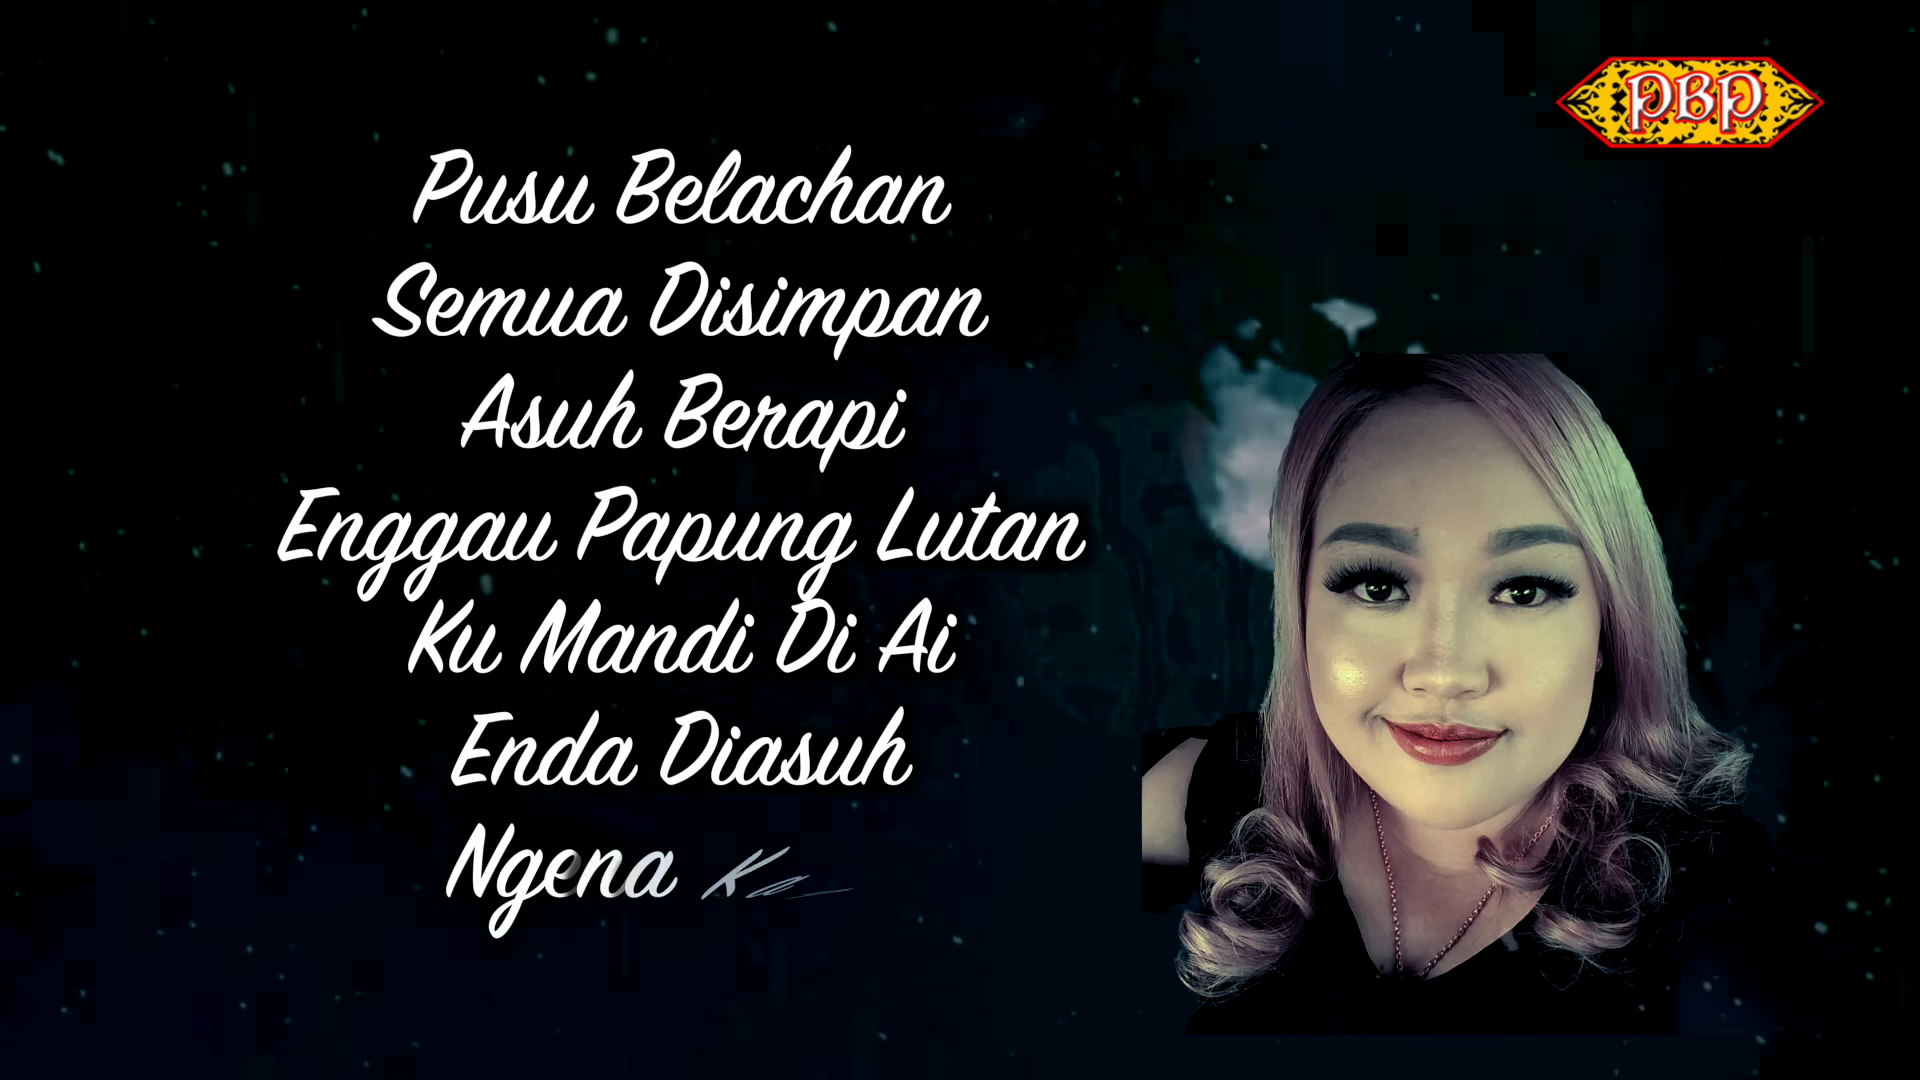 PBP
Pusu Belachan
Semua Disimpan
Asuh Berapi
Enggau Papung Lutan
Ku Mandi Di Ai
Enda Diasuh
Ngena